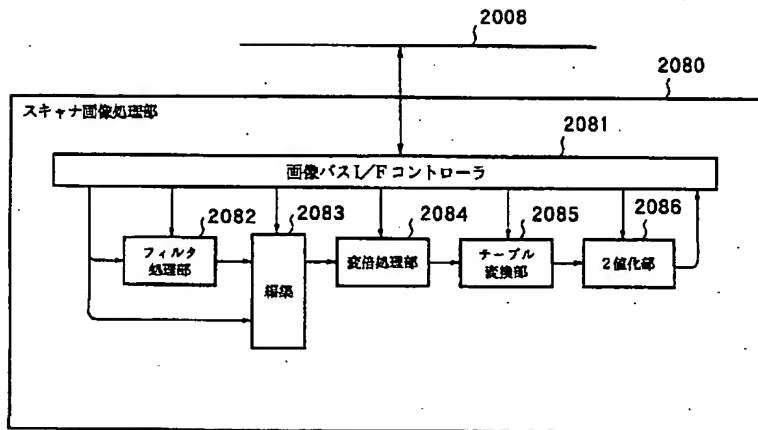 2008
2080
スキャナ画像処理部
2081
画像バスI/Fコントローラ
2082
2083
2084
2085
2086
フィルタ
処理部
編集
変倍処理部
テーブル
変換部
2値化部